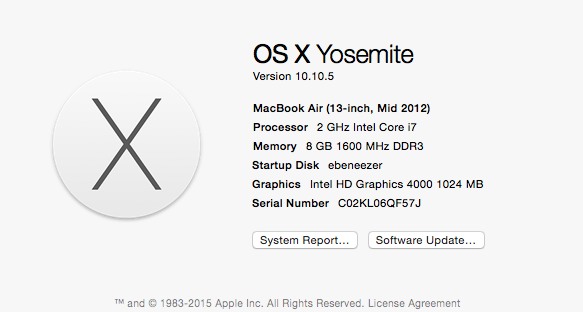 OS X Yosemite
Version 10.10.5
MacBook Air (13-inch, Mid 2012)
Processor 2 GHz Intel Core i7
Memory 8 GB 1600 MHz DDR3
Startup Disk ebeneezer
Graphics Intel HD Graphics 4000 1024 MB
Serial Number C02KL06QF57J
System Report...
Software Update...
™ and © 1983-2015 Apple Inc. All Rights Reserved. License Agreement